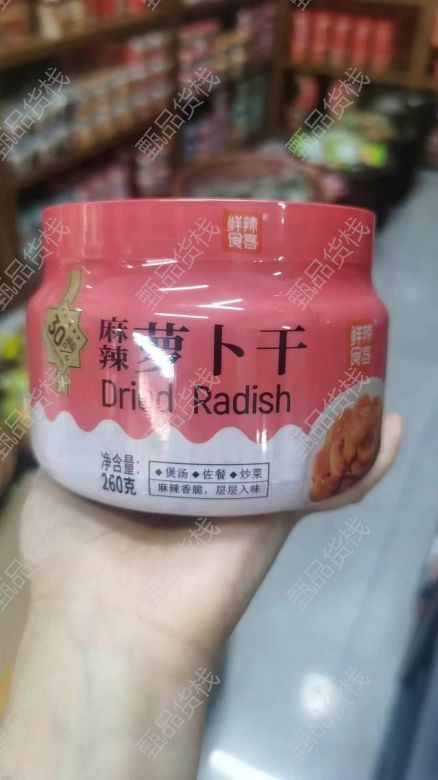 鲜辣®
食客
30%
麻辣
萝卜干
鲜辣
食客
Dried Radish
净含量:
260克
◆煲汤 ◆佐餐 ◆炒菜
麻辣香脆，层层入味
甄品货栈